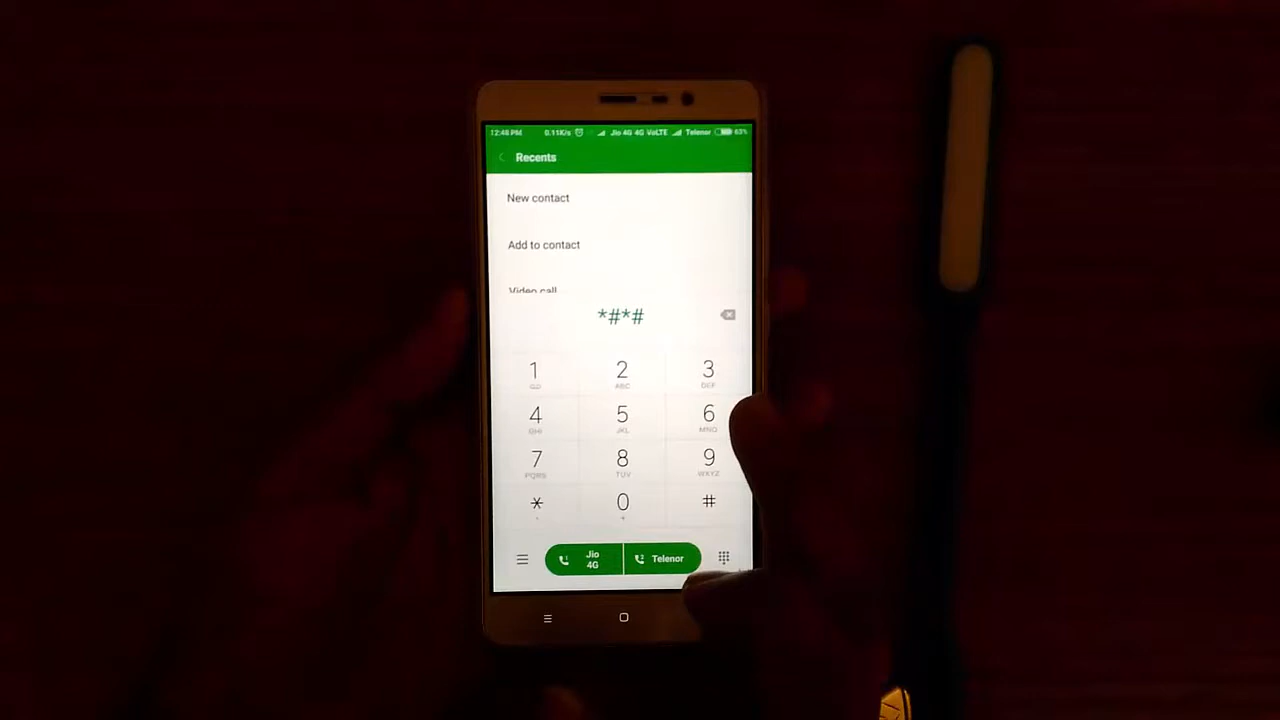 12:48 PM 0.11K/s Jio 4G 4G VoLTE Telenor 63%
Recents
New contact
Add to contact
Video call
*#*#
1 2 3
ABC DEF
4 5 6
GHI JKL MNO
7 8 9
PQRS TUV WXYZ
* 0 #
+
Jio 4G Telenor